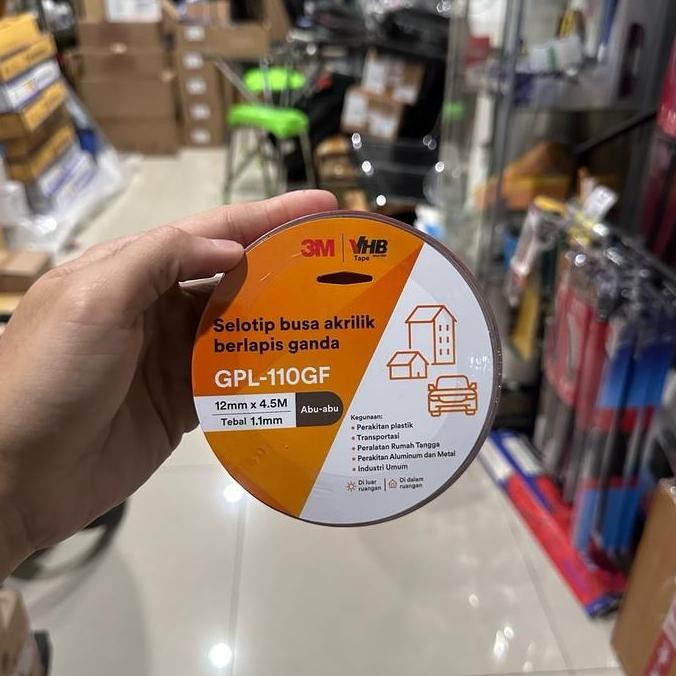 3M VHB
Tape
Selotip busa akrilik
berlapis ganda
GPL-110GF
12mm x 4.5M
Tebal 1.1mm
Abu-abu
Kegunaan:
• Perakitan plastik
• Transportasi
• Peralatan Rumah Tangga
• Perakitan Aluminum dan Metal
• Industri Umum
Di luar
ruangan
Di dalam
ruangan